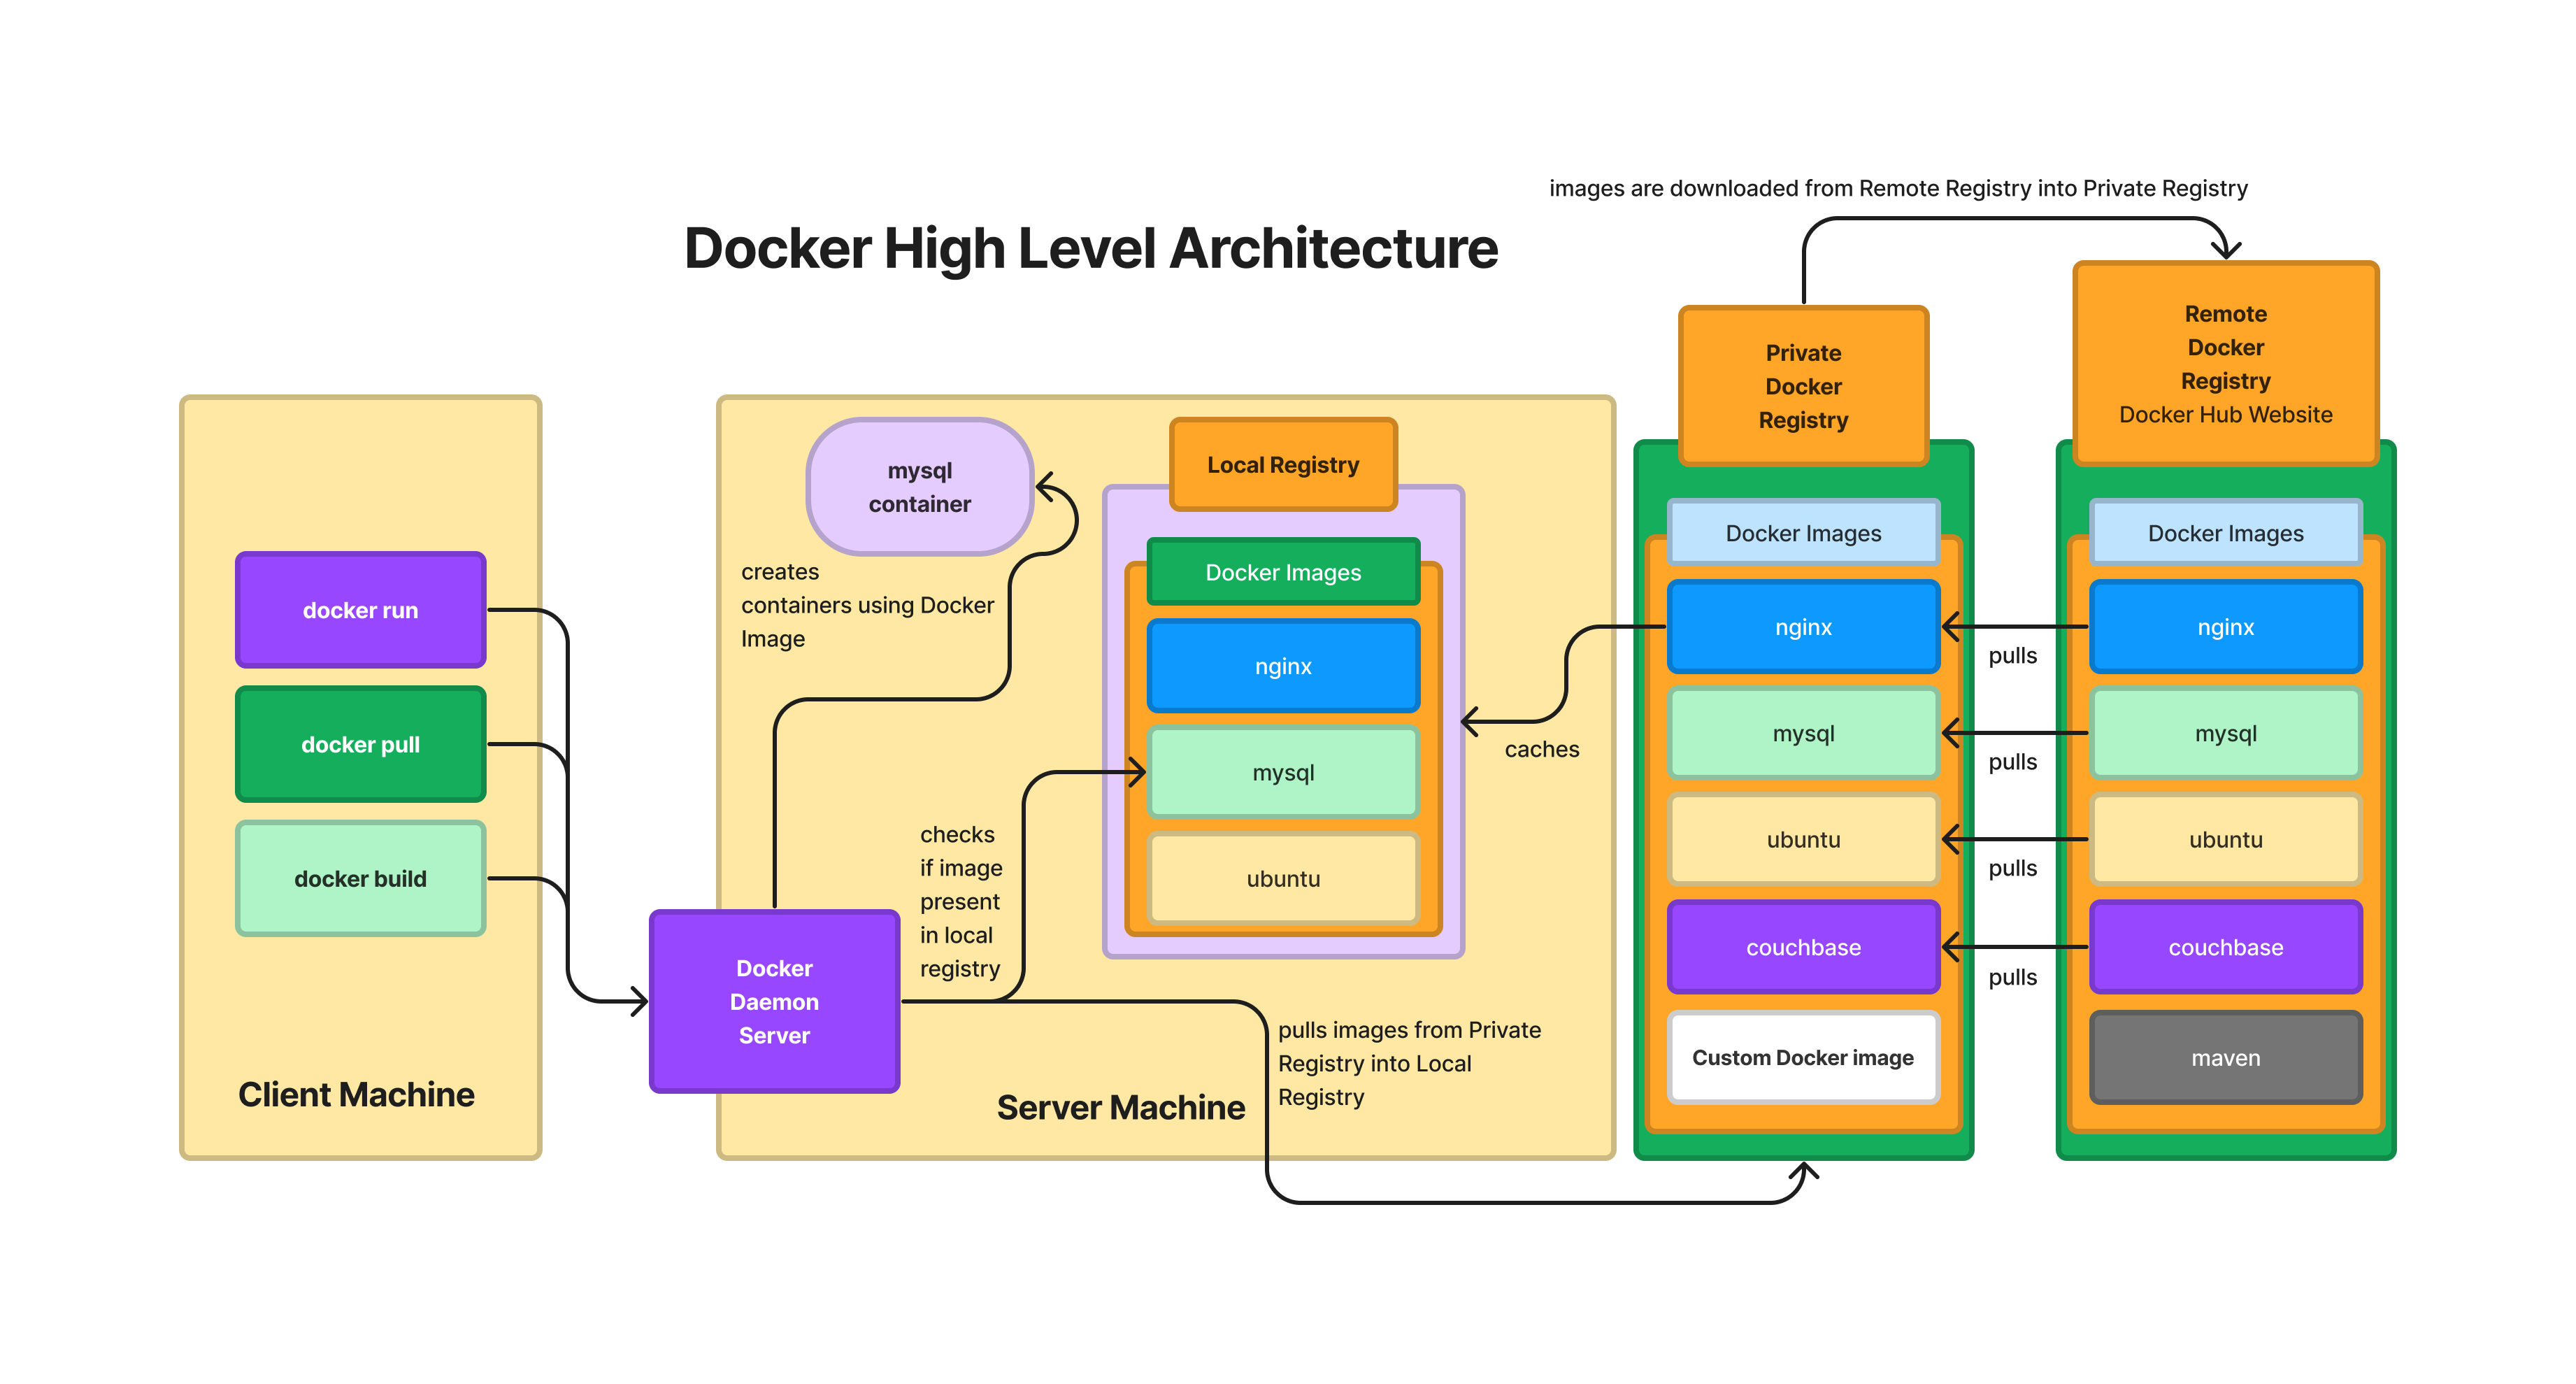 images are downloaded from Remote Registry into Private Registry
Docker High Level Architecture
Client Machine
docker run
docker pull
docker build
Docker
Daemon
Server
Server Machine
mysql
container
creates
containers using Docker
Image
checks
if image
present
in local
registry
Local Registry
Docker Images
nginx
mysql
ubuntu
caches
pulls images from Private
Registry into Local
Registry
Private
Docker
Registry
Docker Images
nginx
mysql
ubuntu
couchbase
Custom Docker image
pulls
pulls
pulls
pulls
Remote
Docker
Registry
Docker Hub Website
Docker Images
nginx
mysql
ubuntu
couchbase
maven